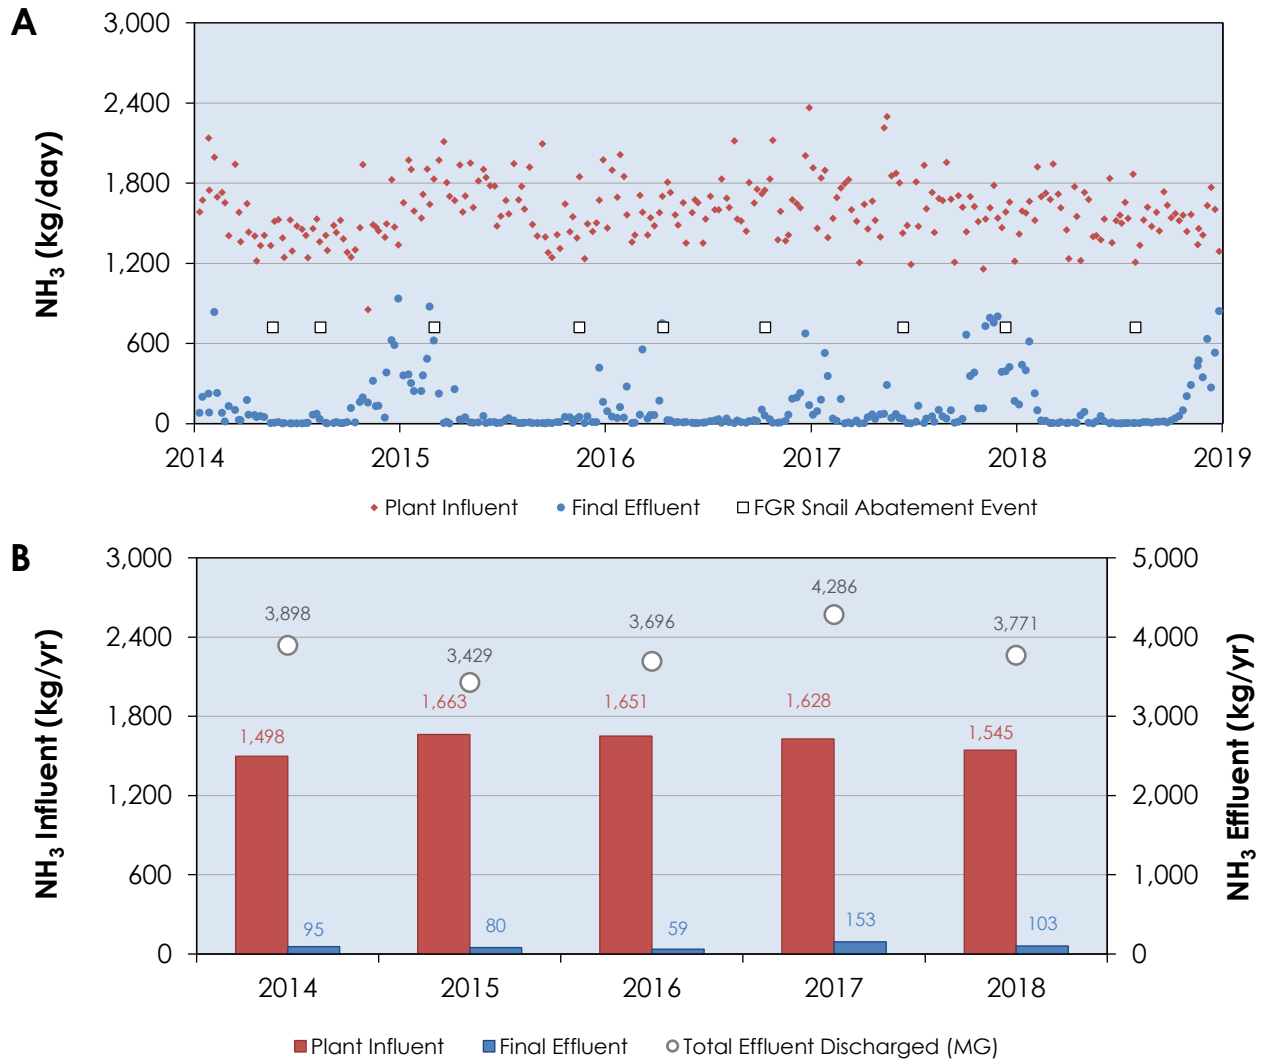 A
3,000
2,400
1,800
1,200
600
0
NH3 (kg/day)
2014 2015 2016 2017 2018 2019
Plant Influent Final Effluent FGR Snail Abatement Event
B
3,000
2,400
1,800
1,200
600
0
NH3 Influent (kg/yr)
5,000
4,000
3,000
2,000
1,000
0
NH3 Effluent (kg/yr)
3,898 3,429 3,696 4,286 3,771
1,498 1,663 1,651 1,628 1,545
95 80 59 153 103
2014 2015 2016 2017 2018
Plant Influent Final Effluent Total Effluent Discharged (MG)